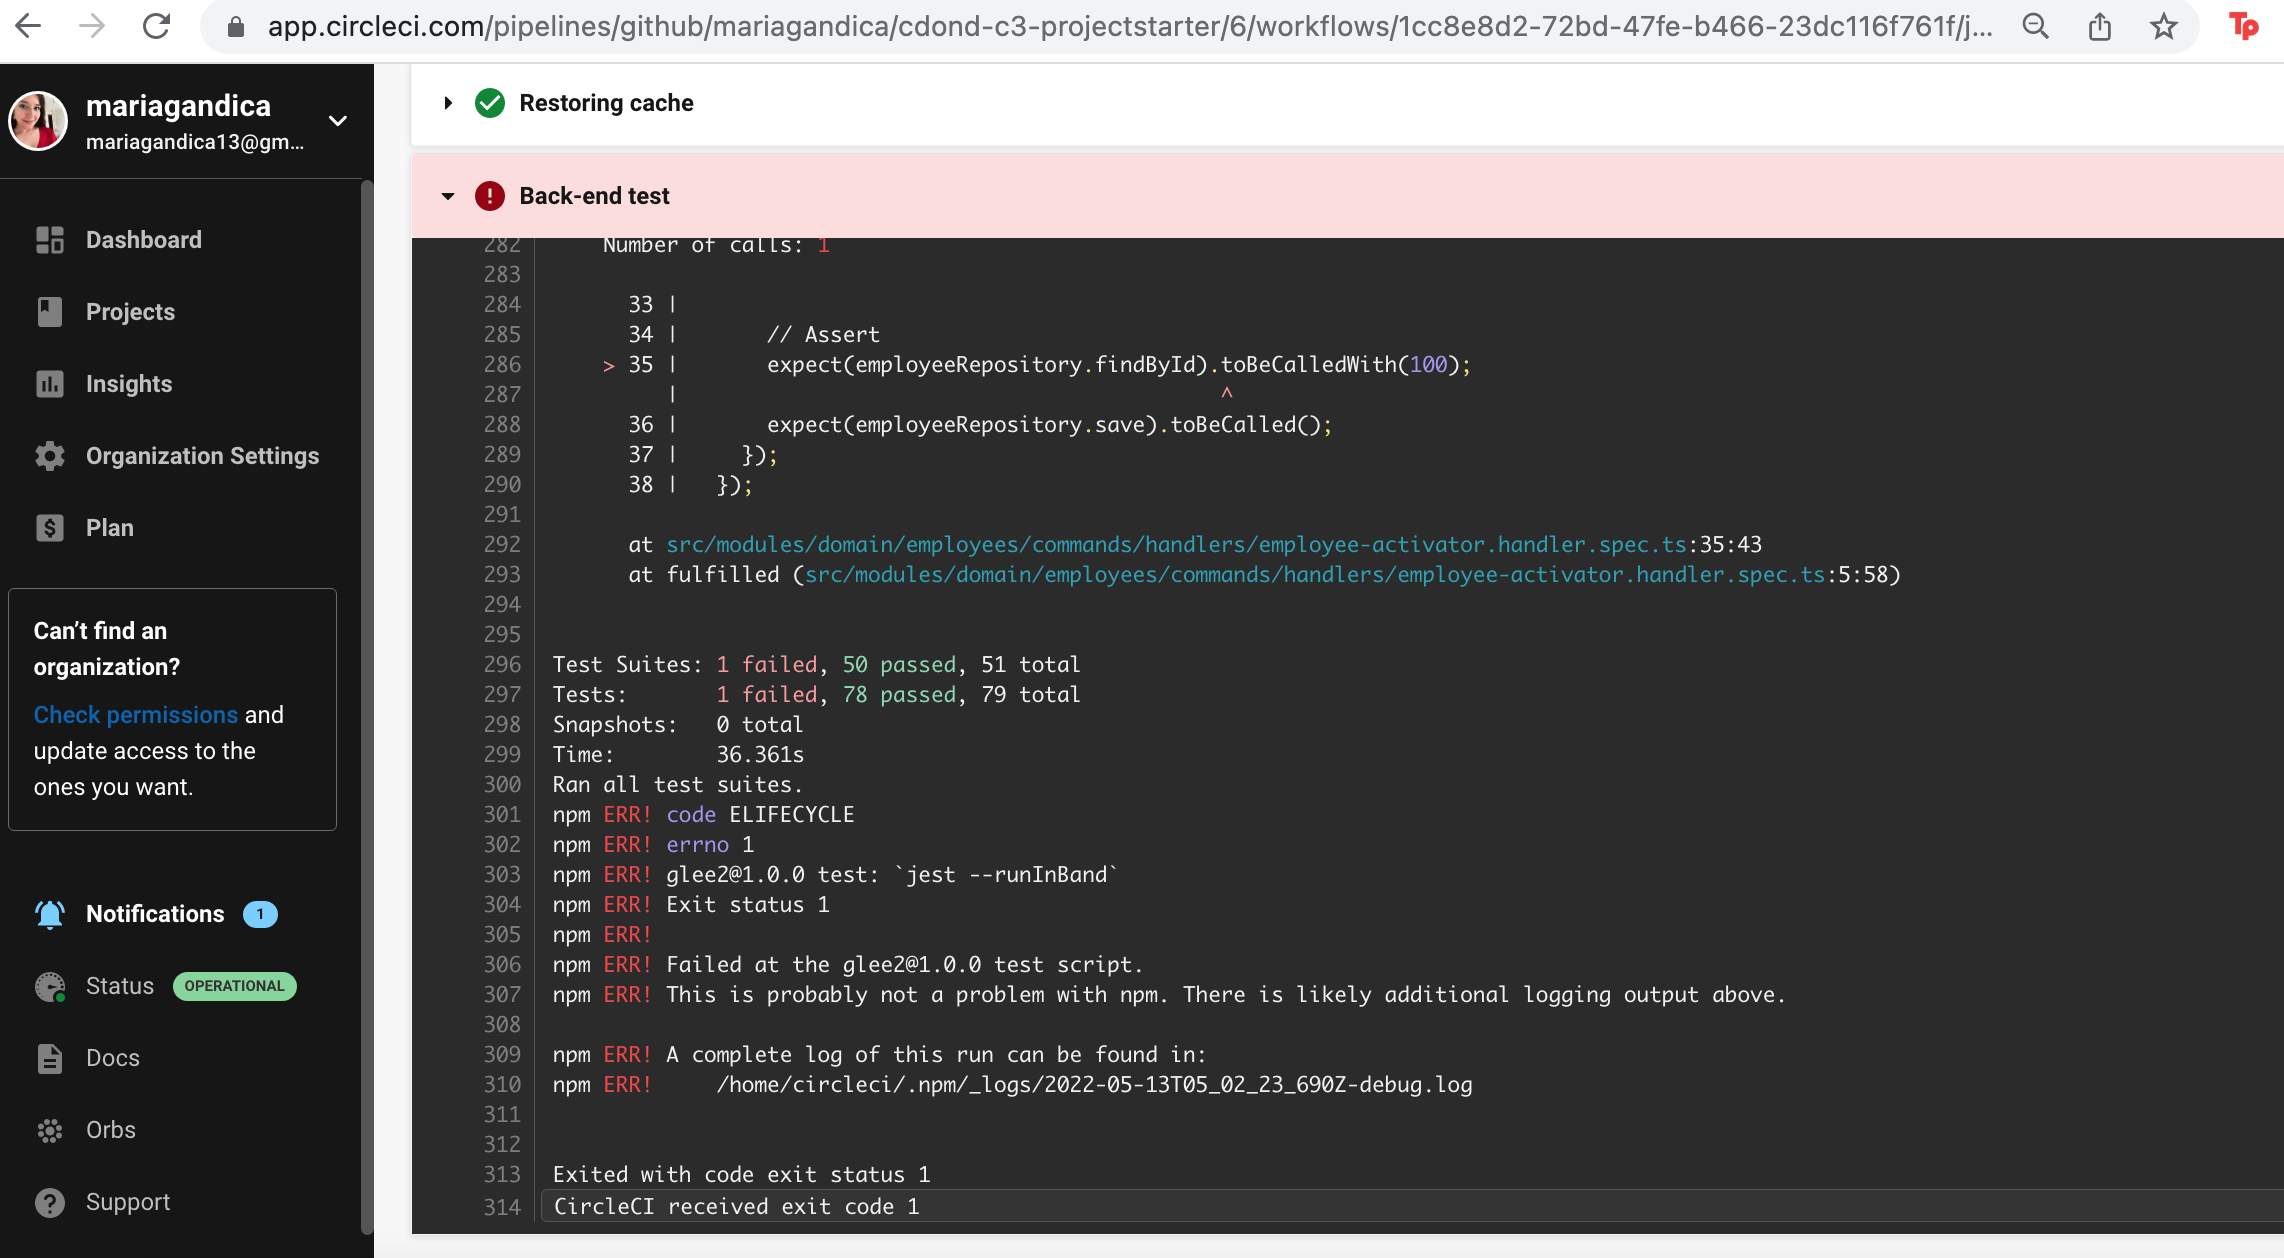 app.circleci.com/pipelines/github/mariagandica/cdond-c3-projectstarter/6/workflows/1cc8e8d2-72bd-47fe-b466-23dc116f761f/j...
Tp
mariagandica
mariagandica13@gm...
Dashboard
Projects
Insights
Organization Settings
Plan
Can't find an
organization?
Check permissions and
update access to the
ones you want.
Notifications 1
Status OPERATIONAL
Docs
Orbs
Support
Restoring cache
Back-end test
282 Number of calls: 1
283
284 33 |
285 34 | // Assert
286 > 35 | expect(employeeRepository.findById).toBeCalledWith(100);
287 | ^
288 36 | expect(employeeRepository.save).toBeCalled();
289 37 | });
290 38 | });
291
292 at src/modules/domain/employees/commands/handlers/employee-activator.handler.spec.ts:35:43
293 at fulfilled (src/modules/domain/employees/commands/handlers/employee-activator.handler.spec.ts:5:58)
294
295
296 Test Suites: 1 failed, 50 passed, 51 total
297 Tests: 1 failed, 78 passed, 79 total
298 Snapshots: 0 total
299 Time: 36.361s
300 Ran all test suites.
301 npm ERR! code ELIFECYCLE
302 npm ERR! errno 1
303 npm ERR! glee2@1.0.0 test: `jest --runInBand`
304 npm ERR! Exit status 1
305 npm ERR!
306 npm ERR! Failed at the glee2@1.0.0 test script.
307 npm ERR! This is probably not a problem with npm. There is likely additional logging output above.
308
309 npm ERR! A complete log of this run can be found in:
310 npm ERR! /home/circleci/.npm/_logs/2022-05-13T05_02_23_690Z-debug.log
311
312
313 Exited with code exit status 1
314 CircleCI received exit code 1